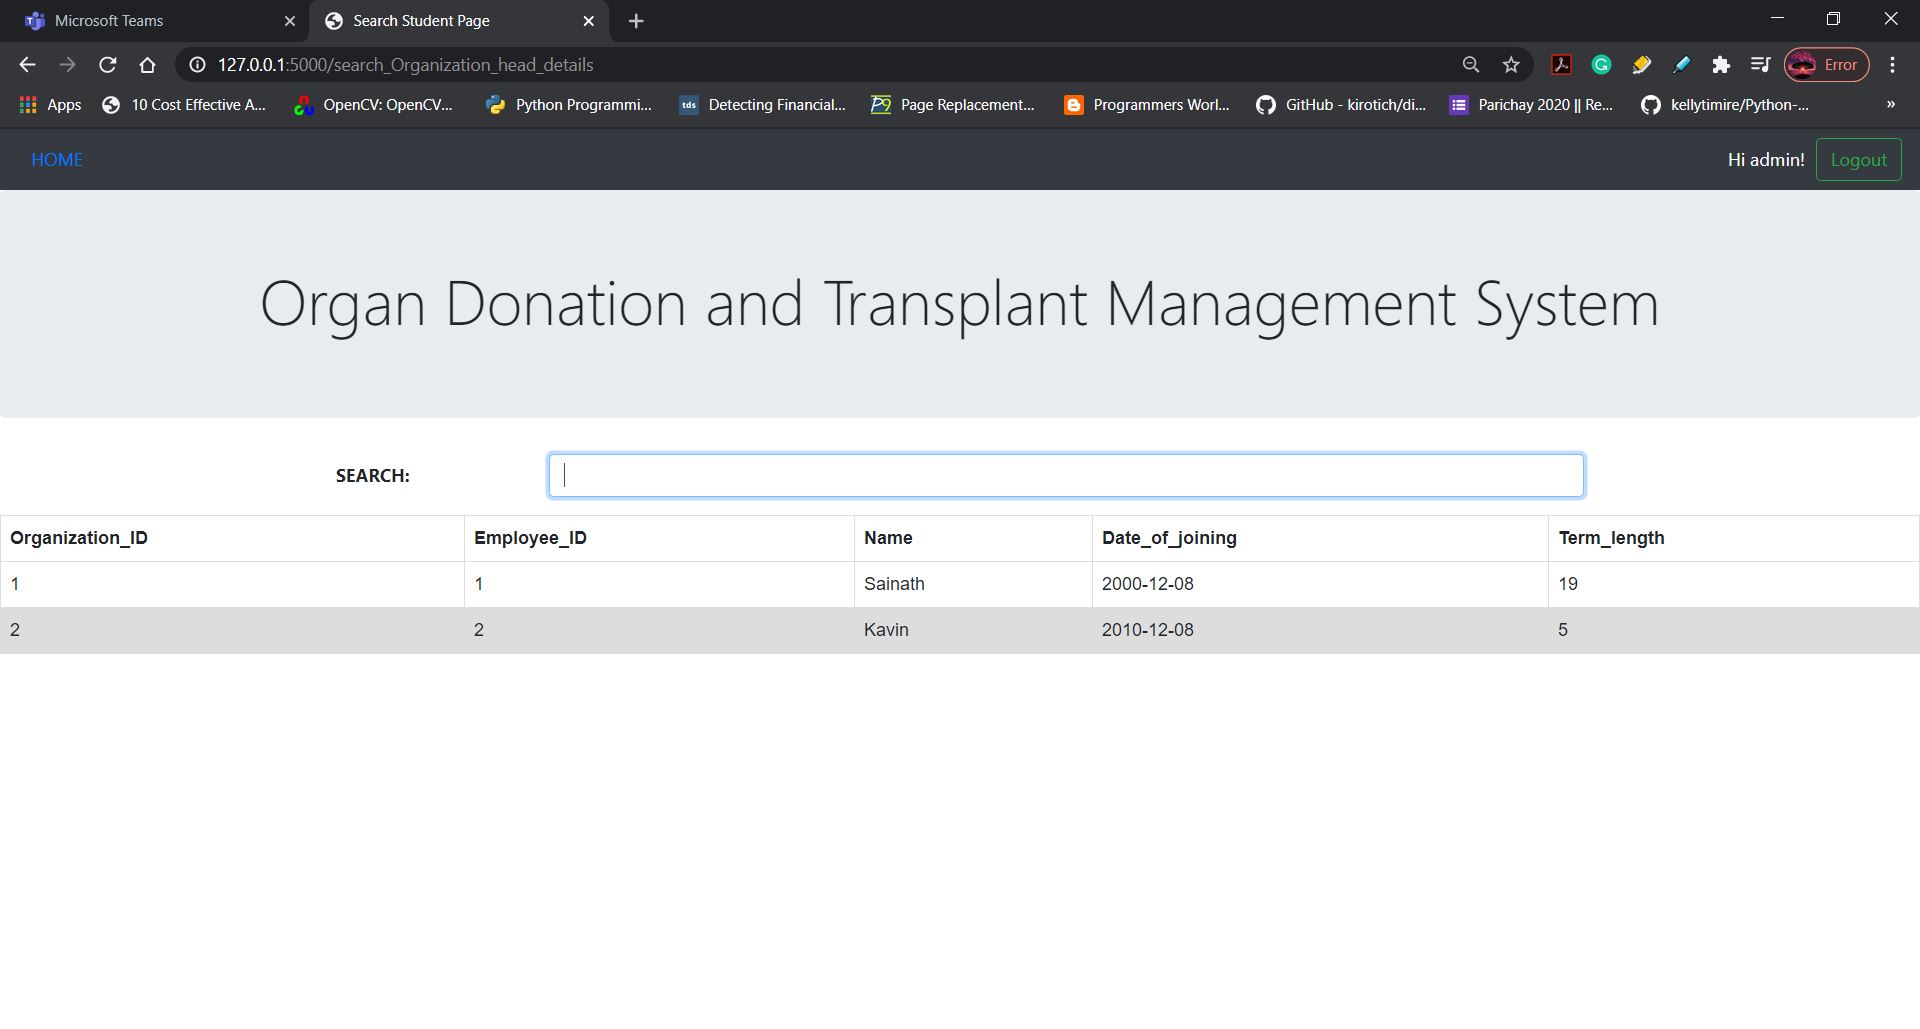 Microsoft Teams
Search Student Page
127.0.0.1:5000/search_Organization_head_details
Error
Apps
10 Cost Effective A...
OpenCV: OpenCV...
Python Programmi...
tds
Detecting Financial...
Page Replacement...
Programmers Worl...
GitHub - kirotich/di...
Parichay 2020 || Re...
kellytimire/Python-...
»
HOME
Hi admin!
Logout
Organ Donation and Transplant Management System
SEARCH:
Organization_ID Employee_ID Name Date_of_joining Term_length
1 1 Sainath 2000-12-08 19
2 2 Kavin 2010-12-08 5